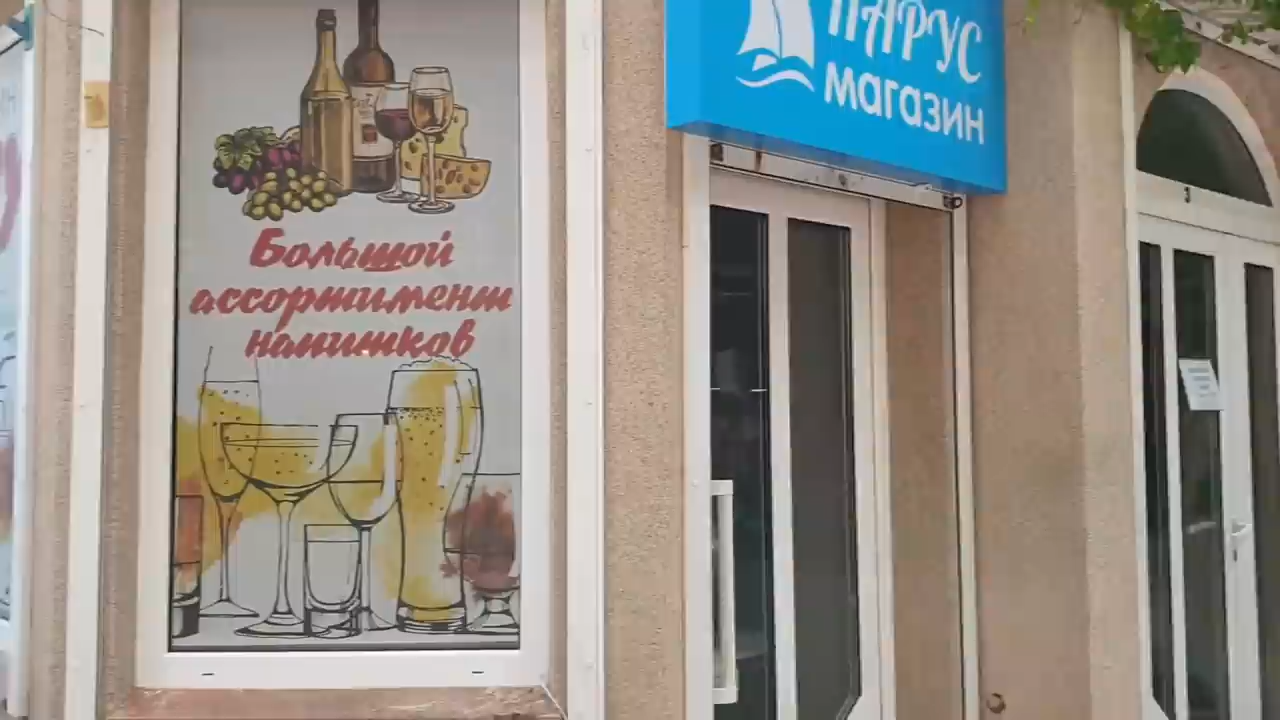 Большой
ассортимент
напитков
ПАРУС
магазин